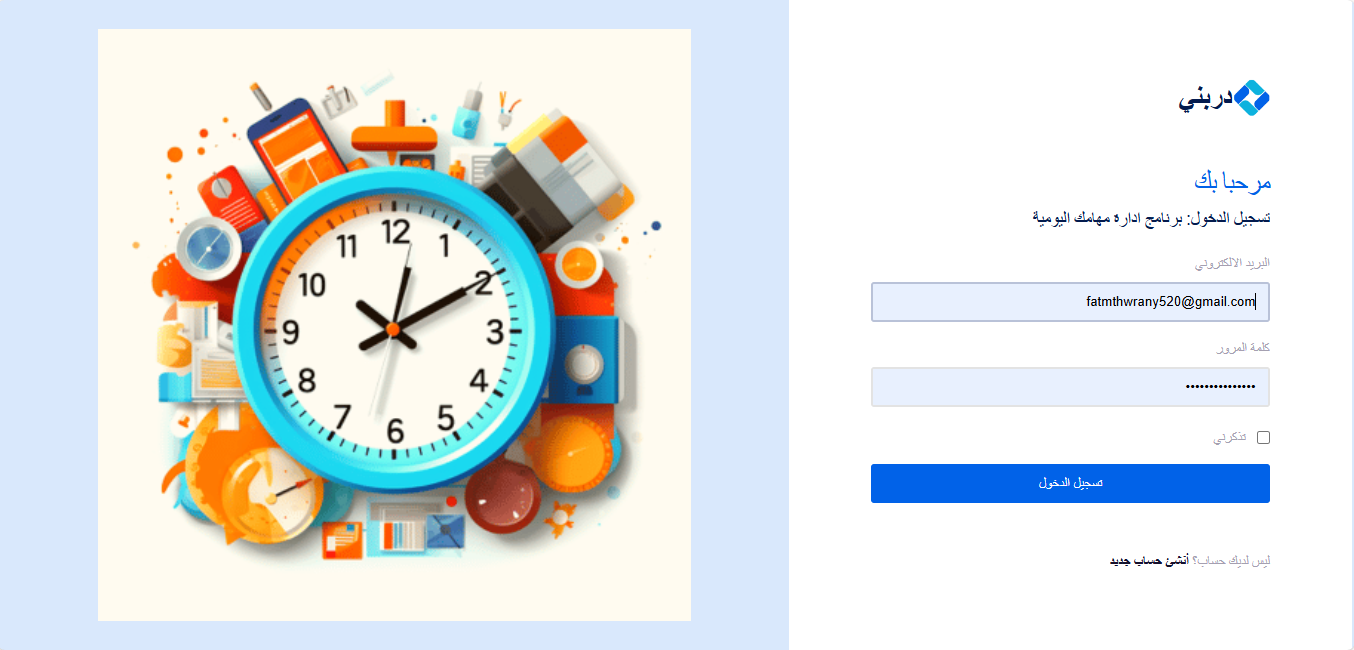 دربني
مرحبا بك
تسجيل الدخول: برنامج ادارة مهامك اليومية
البريد الالكتروني
fatmthwrany520@gmail.com
كلمة المرور
•••••••••••••••
تذكرني
تسجيل الدخول
ليس لديك حساب؟ أنشئ حساب جديد
12
1
2
3
4
5
6
7
8
9
10
11